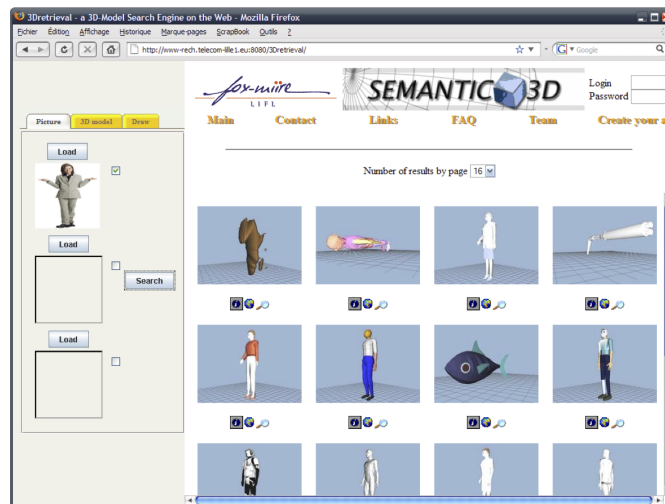 3Dretrieval - a 3D-Model Search Engine on the Web - Mozilla Firefox
Fichier Édition Affichage Historique Marque-pages ScrapBook Outils ?
http://www-rech.telecom-lille1.eu:8080/3Dretrieval/
Google
fox-miire
LIFL
SEMANTIC 3D
Login
Password
Main Contact Links FAQ Team Create your a
Picture 3D model Draw
Load
Number of results by page 16
Load
Search
Load